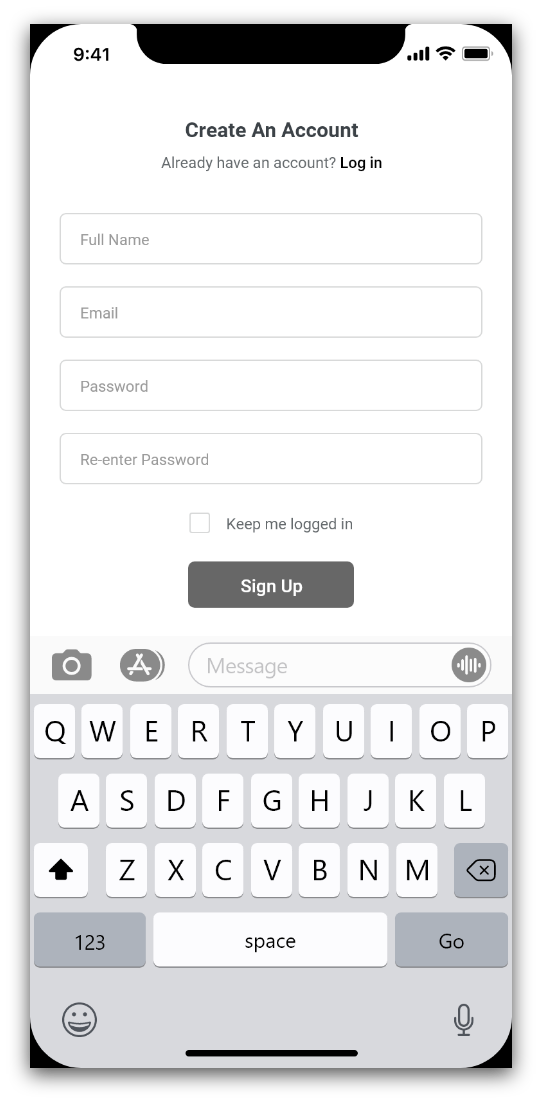 9:41
Create An Account
Already have an account? Log in
Full Name
Email
Password
Re-enter Password
Keep me logged in
Sign Up
Message
Q W E R T Y U I O P
A S D F G H J K L
Z X C V B N M
123 space Go